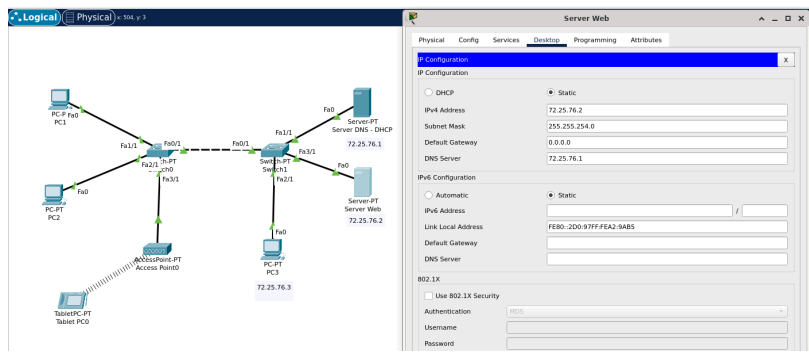 Logical Physical x: 504, y: 3
PC-P Fa0
PC1
Fa1/1
Fa0/1
Fa2/1
ch-PT
ch0
Fa3/1
Fa0
PC-PT
PC2
AccessPoint-PT
Access Point0
TabletPC-PT
Tablet PC0
Fa0/1
Fa1/1
Switch-PT
Switch1
Fa3/1
Fa2/1
Fa0
Server-PT
Server DNS - DHCP
72.25.76.1
Fa0
Server-PT
Server Web
72.25.76.2
Fa0
PC-PT
PC3
72.25.76.3
Server Web
Physical Config Services Desktop Programming Attributes
IP Configuration X
IP Configuration
DHCP Static
IPv4 Address 72.25.76.2
Subnet Mask 255.255.254.0
Default Gateway 0.0.0.0
DNS Server 72.25.76.1
IPv6 Configuration
Automatic Static
IPv6 Address /
Link Local Address FE80::2D0:97FF:FEA2:9AB5
Default Gateway
DNS Server
802.1X
Use 802.1X Security
Authentication MD5
Username
Password